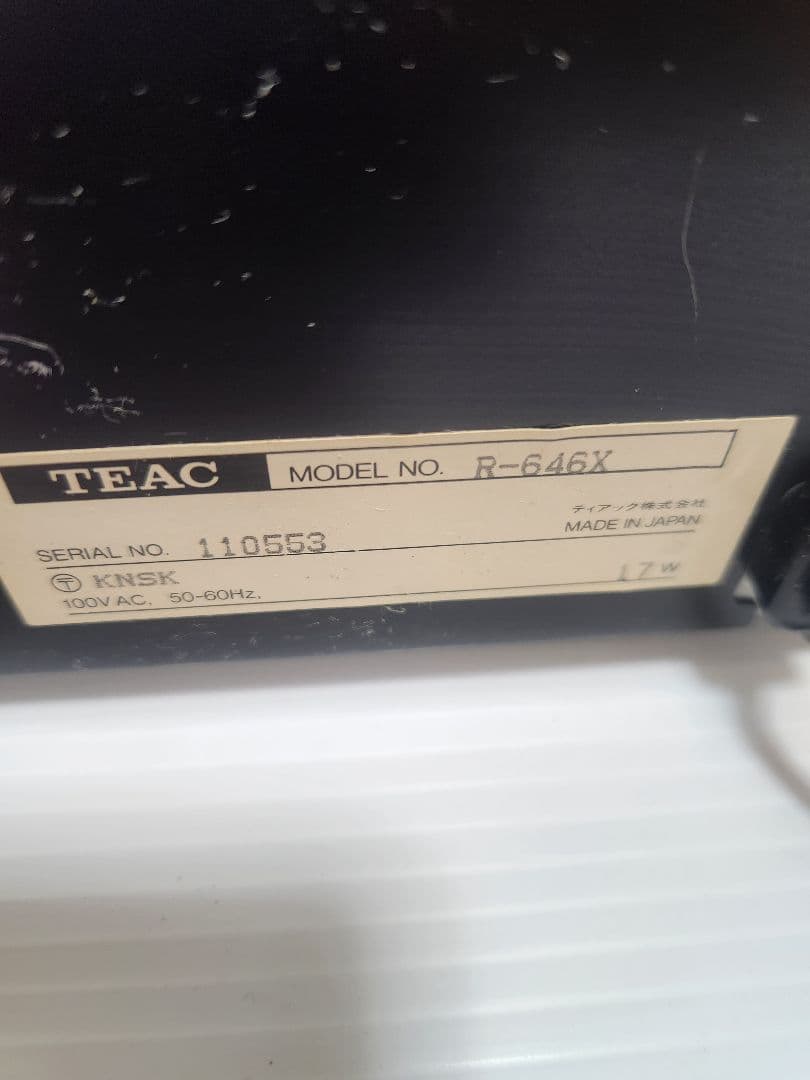 TEAC MODEL NO. R-646X
ティアック株式会社
SERIAL NO. 110553 MADE IN JAPAN
〒 KNSK
100V AC, 50-60Hz, 17W